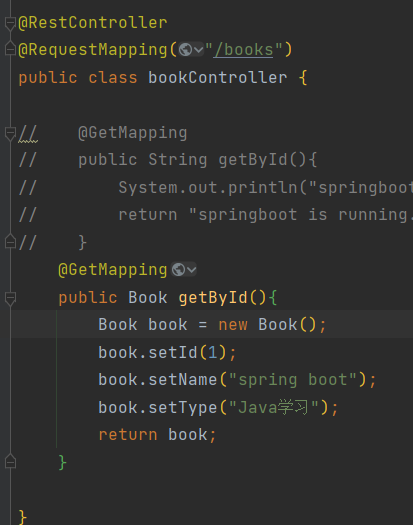 @RestController
@RequestMapping("/books")
public class bookController {
//    @GetMapping
//    public String getById(){
//        System.out.println("springboot
//        return "springboot is running.
//    }
@GetMapping
public Book getById(){
Book book = new Book();
book.setId(1);
book.setName("spring boot");
book.setType("Java学习");
return book;
}
}